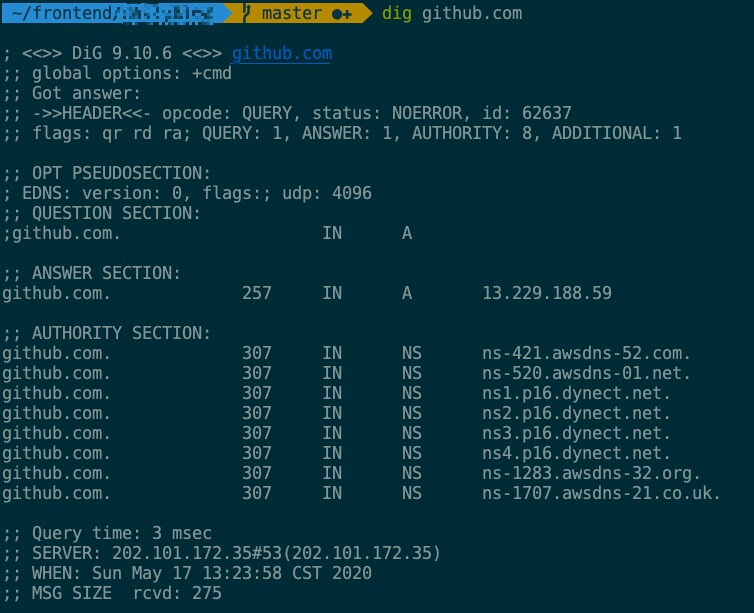 ~/frontend/ master ●+ dig github.com
; <<>> DiG 9.10.6 <<>> github.com
;; global options: +cmd
;; Got answer:
;; ->>HEADER<<- opcode: QUERY, status: NOERROR, id: 62637
;; flags: qr rd ra; QUERY: 1, ANSWER: 1, AUTHORITY: 8, ADDITIONAL: 1
;; OPT PSEUDOSECTION:
; EDNS: version: 0, flags:; udp: 4096
;; QUESTION SECTION:
;github.com. IN A
;; ANSWER SECTION:
github.com. 257 IN A 13.229.188.59
;; AUTHORITY SECTION:
github.com. 307 IN NS ns-421.awsdns-52.com.
github.com. 307 IN NS ns-520.awsdns-01.net.
github.com. 307 IN NS ns1.p16.dynect.net.
github.com. 307 IN NS ns2.p16.dynect.net.
github.com. 307 IN NS ns3.p16.dynect.net.
github.com. 307 IN NS ns4.p16.dynect.net.
github.com. 307 IN NS ns-1283.awsdns-32.org.
github.com. 307 IN NS ns-1707.awsdns-21.co.uk.
;; Query time: 3 msec
;; SERVER: 202.101.172.35#53(202.101.172.35)
;; WHEN: Sun May 17 13:23:58 CST 2020
;; MSG SIZE rcvd: 275